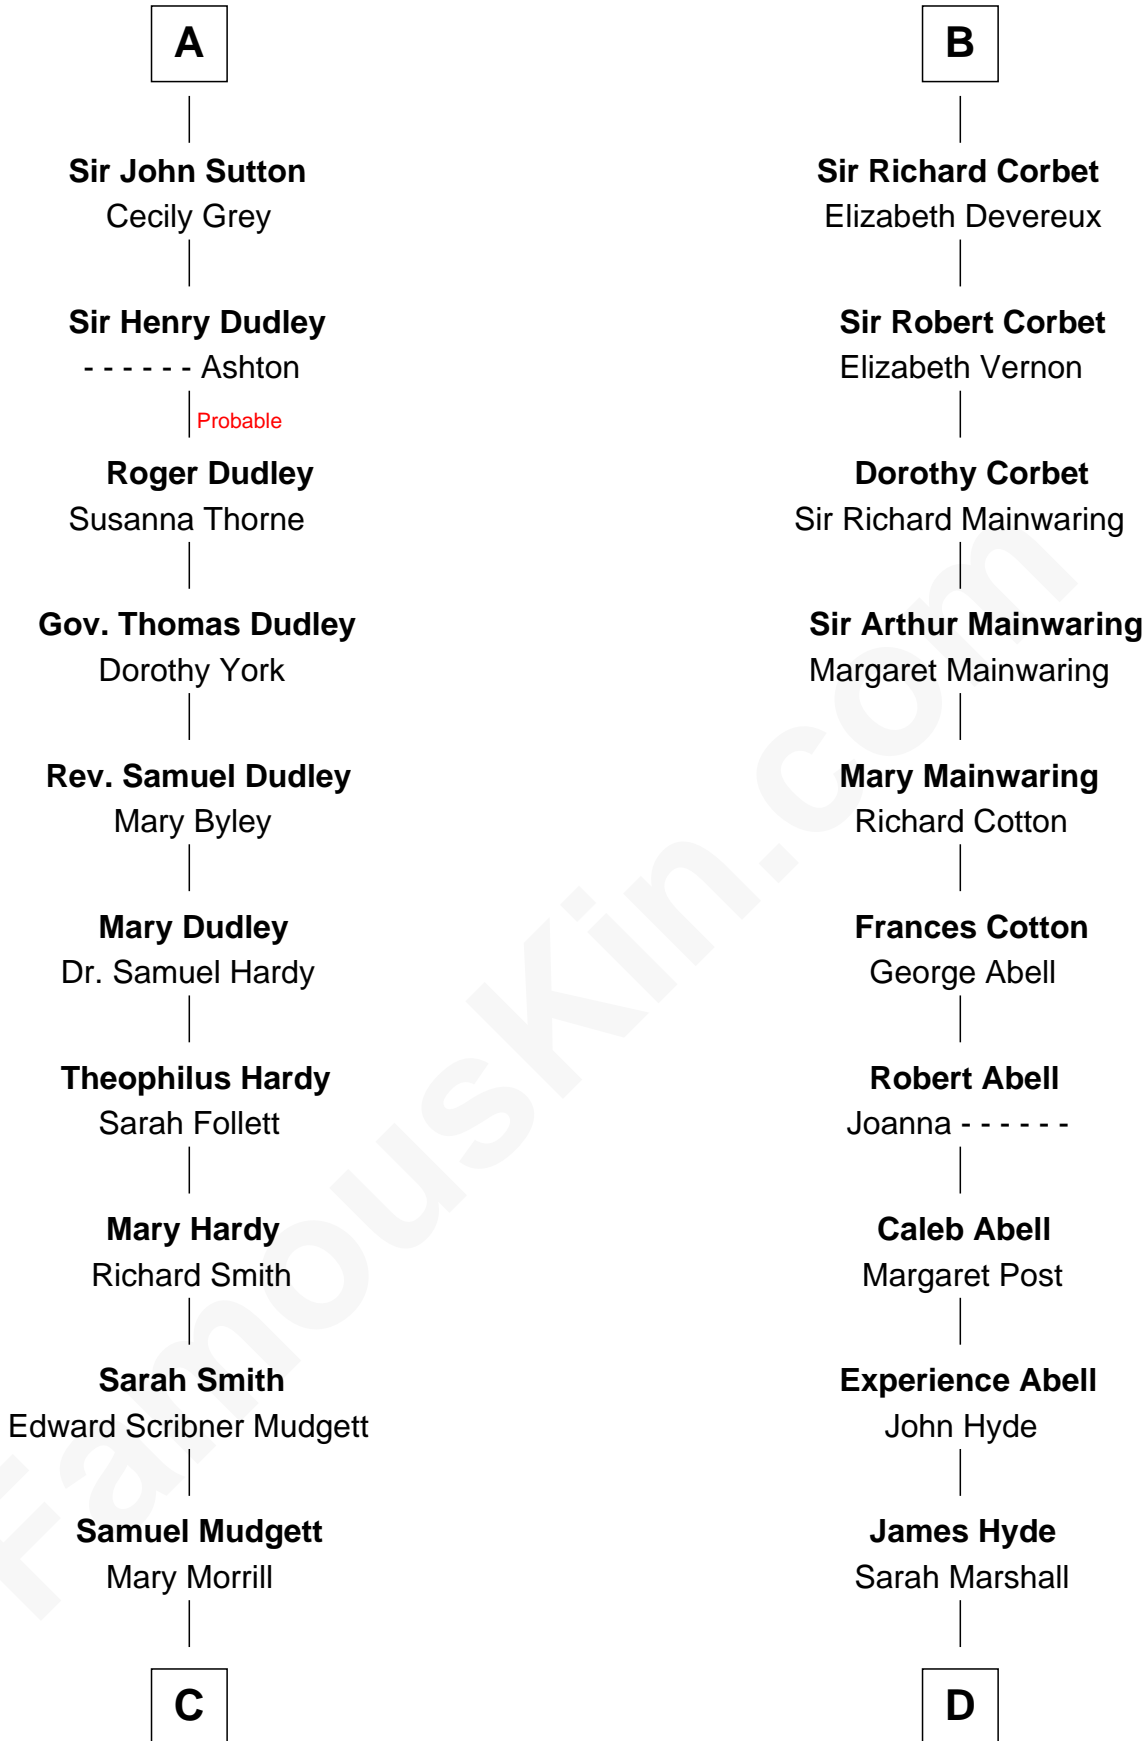 A
Sir John Sutton
Cecily Grey
Sir Henry Dudley
- - - - - - Ashton
Probable
Roger Dudley
Susanna Thorne
Gov. Thomas Dudley
Dorothy York
Rev. Samuel Dudley
Mary Byley
Mary Dudley
Dr. Samuel Hardy
Theophilus Hardy
Sarah Follett
Mary Hardy
Richard Smith
Sarah Smith
Edward Scribner Mudgett
Samuel Mudgett
Mary Morrill
C
B
Sir Richard Corbet
Elizabeth Devereux
Sir Robert Corbet
Elizabeth Vernon
Dorothy Corbet
Sir Richard Mainwaring
Sir Arthur Mainwaring
Margaret Mainwaring
Mary Mainwaring
Richard Cotton
Frances Cotton
George Abell
Robert Abell
Joanna - - - - - -
Caleb Abell
Margaret Post
Experience Abell
John Hyde
James Hyde
Sarah Marshall
D
FamousKin.com